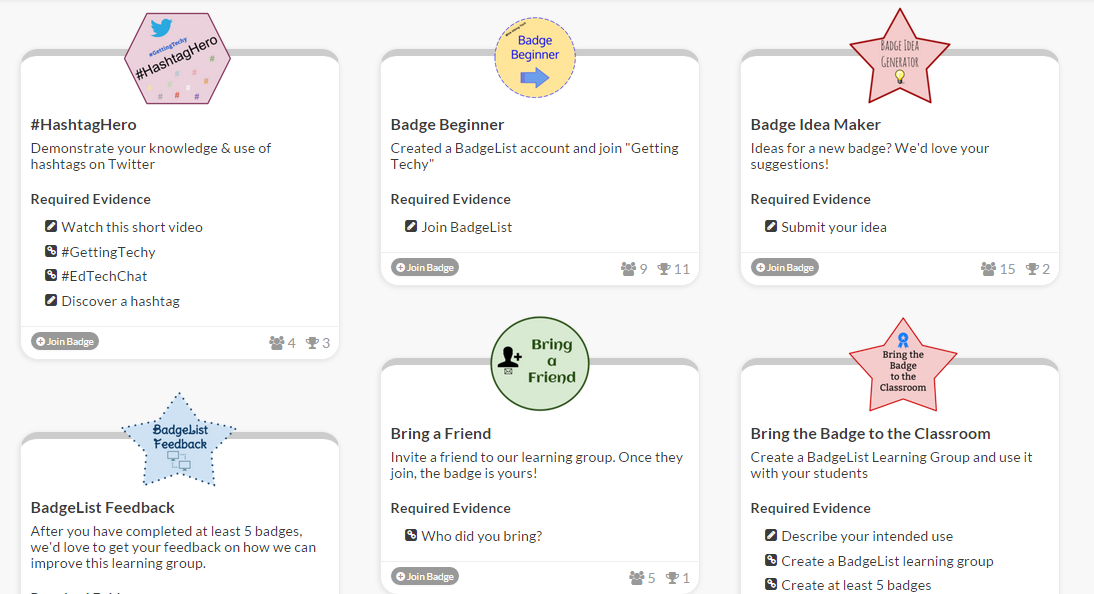 #GettingTechy
#HashtagHero
#HashtagHero
Demonstrate your knowledge & use of
hashtags on Twitter
Required Evidence
Watch this short video
#GettingTechy
#EdTechChat
Discover a hashtag
Join Badge
4
3
Badge
Beginner
Badge Beginner
Created a BadgeList account and join "Getting
Techy"
Required Evidence
Join BadgeList
Join Badge
9
11
BADGE IDEA
GENERATOR
Badge Idea Maker
Ideas for a new badge? We'd love your
suggestions!
Required Evidence
Submit your idea
Join Badge
15
2
BadgeList
Feedback
BadgeList Feedback
After you have completed at least 5 badges,
we'd love to get your feedback on how we can
improve this learning group.
Bring
a
Friend
Bring a Friend
Invite a friend to our learning group. Once they
join, the badge is yours!
Required Evidence
Who did you bring?
Join Badge
5
1
Bring the
Badge
to the
Classroom
Bring the Badge to the Classroom
Create a BadgeList Learning Group and use it
with your students
Required Evidence
Describe your intended use
Create a BadgeList learning group
Create at least 5 badges